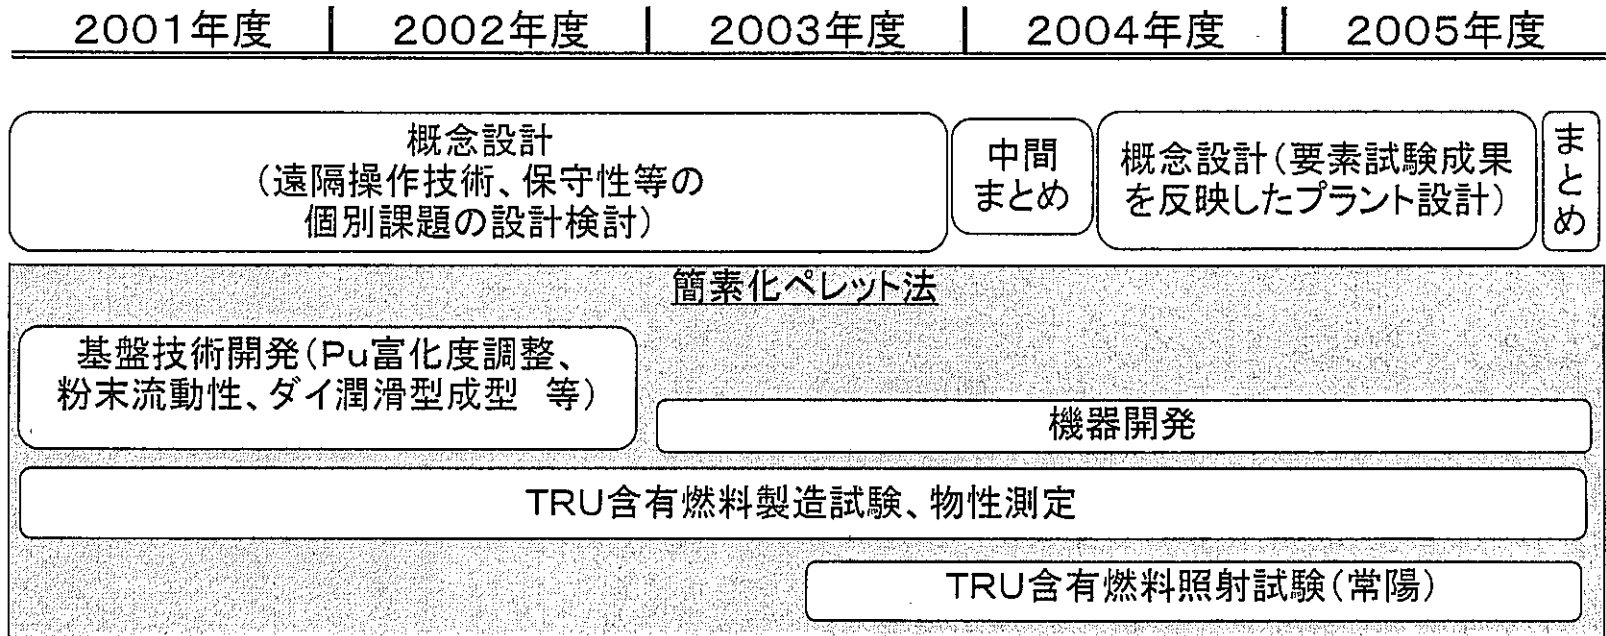 2001年度 2002年度 2003年度 2004年度 2005年度
概念設計
(遠隔操作技術、保守性等の
個別課題の設計検討)
中間
まとめ
概念設計(要素試験成果
を反映したプラント設計)
まとめ
簡素化ペレット法
基盤技術開発(Pu富化度調整、
粉末流動性、ダイ潤滑型成型 等)
機器開発
TRU含有燃料製造試験、物性測定
TRU含有燃料照射試験(常陽)